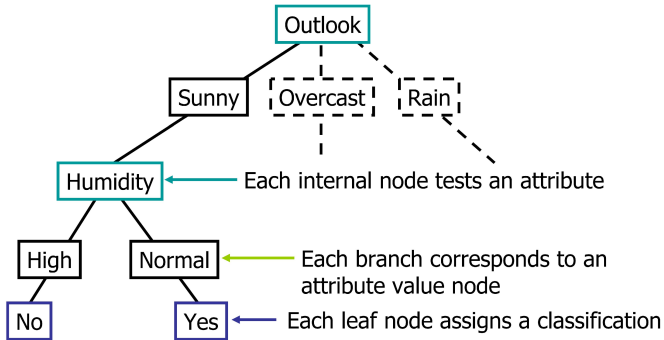 Outlook
Sunny
Overcast
Rain
Humidity
Each internal node tests an attribute
High
Normal
Each branch corresponds to an
attribute value node
No
Yes
Each leaf node assigns a classification